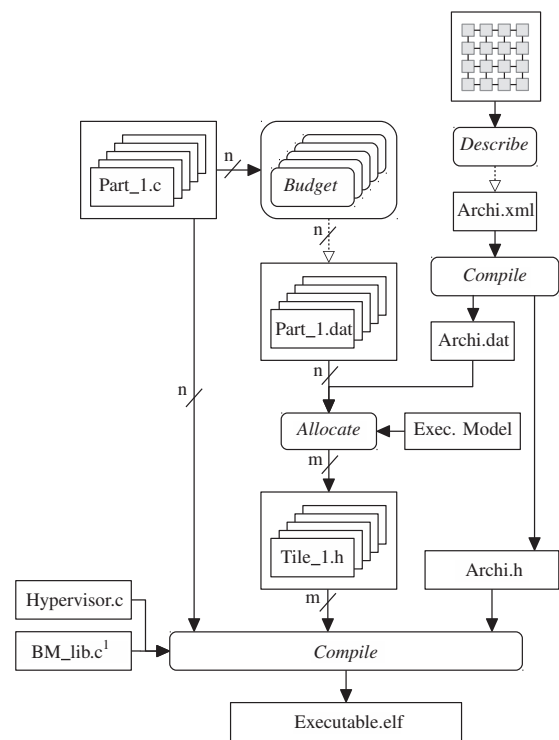 Describe
n
Part_1.c
Budget
Archi.xml
n
Compile
Part_1.dat
Archi.dat
n
n
Allocate
Exec. Model
m
Tile_1.h
Archi.h
Hypervisor.c
m
BM_lib.c¹
Compile
Executable.elf